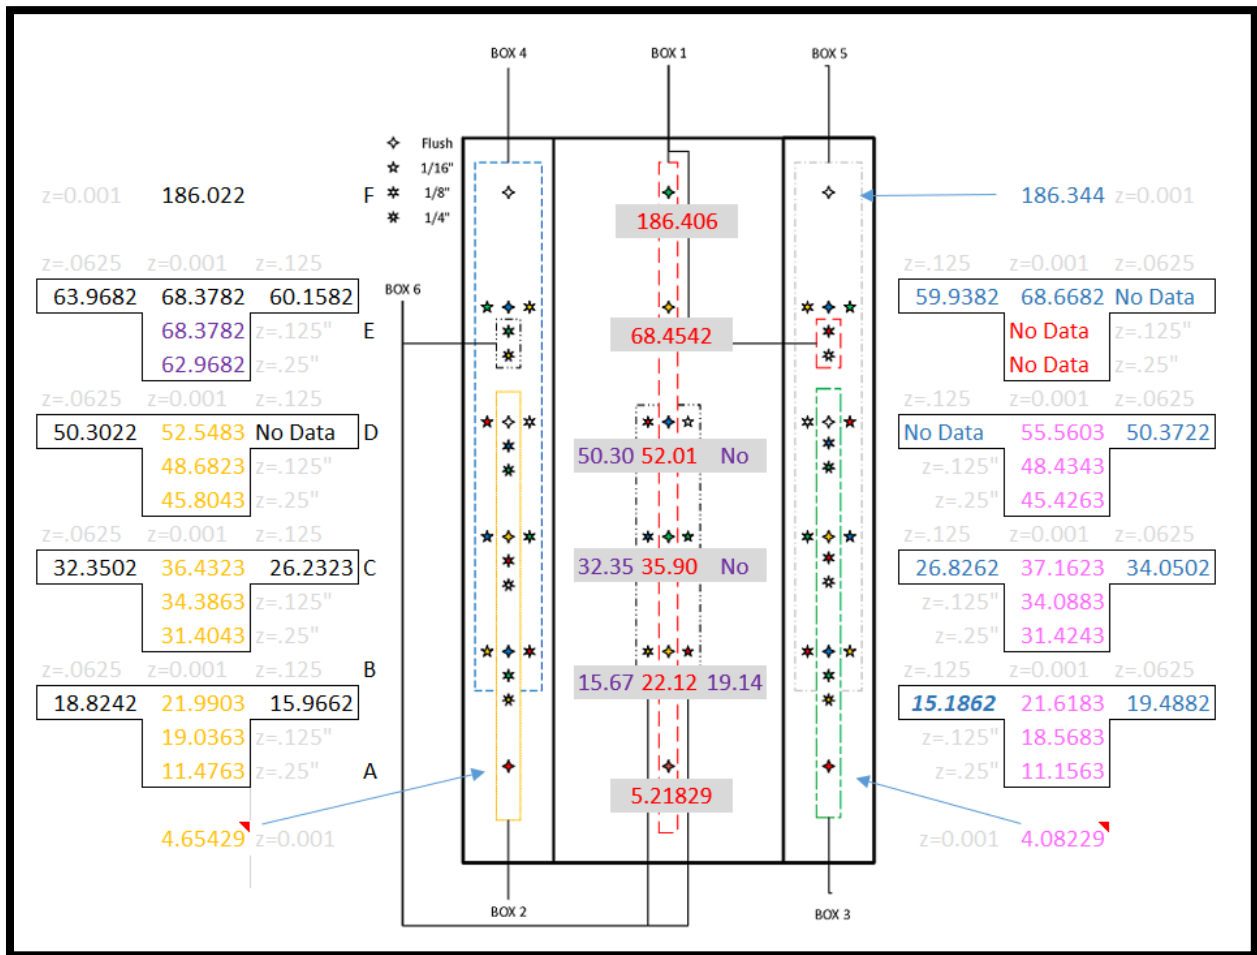 BOX 4 BOX 1 BOX 5
Flush
1/16"
z=0.001 186.022 F 1/8" 186.344 z=0.001
1/4"
186.406
z=.0625 z=0.001 z=.125 z=.125 z=0.001 z=.0625
BOX 6
63.9682 68.3782 60.1582 59.9382 68.6682 No Data
68.3782 z=.125" E 68.4542 No Data z=.125"
62.9682 z=.25" No Data z=.25"
z=.0625 z=0.001 z=.125 z=.125 z=0.001 z=.0625
50.3022 52.5483 No Data D No Data 55.5603 50.3722
48.6823 z=.125" 50.30 52.01 No z=.125" 48.4343
45.8043 z=.25" z=.25" 45.4263
z=.0625 z=0.001 z=.125 z=.125 z=0.001 z=.0625
32.3502 36.4323 26.2323 C 32.35 35.90 No 26.8262 37.1623 34.0502
34.3863 z=.125" z=.125" 34.0883
31.4043 z=.25" z=.25" 31.4243
z=.0625 z=0.001 z=.125 B z=.125 z=0.001 z=.0625
18.8242 21.9903 15.9662 15.67 22.12 19.14 15.1862 21.6183 19.4882
19.0363 z=.125" z=.125" 18.5683
11.4763 z=.25" A z=.25" 11.1563
5.21829
4.65429 z=0.001 z=0.001 4.08229
BOX 2 BOX 3